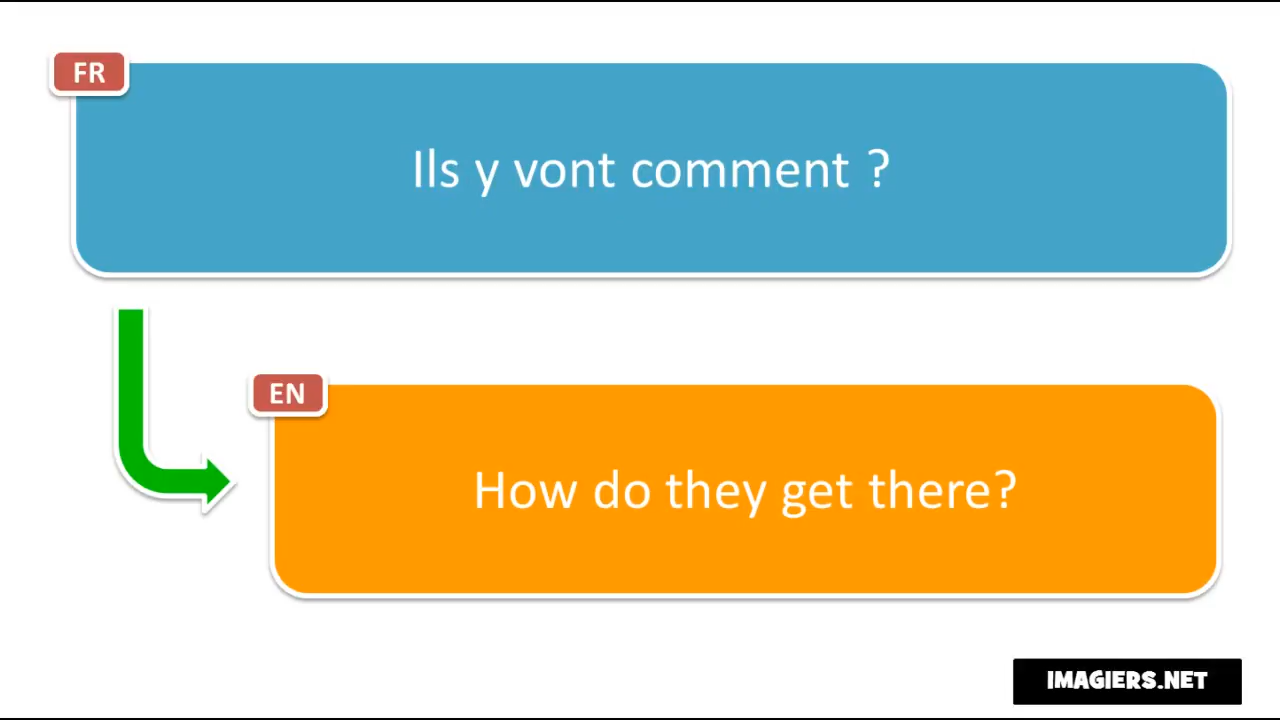 FR
Ils y vont comment ?
EN
How do they get there?
IMAGIERS.NET